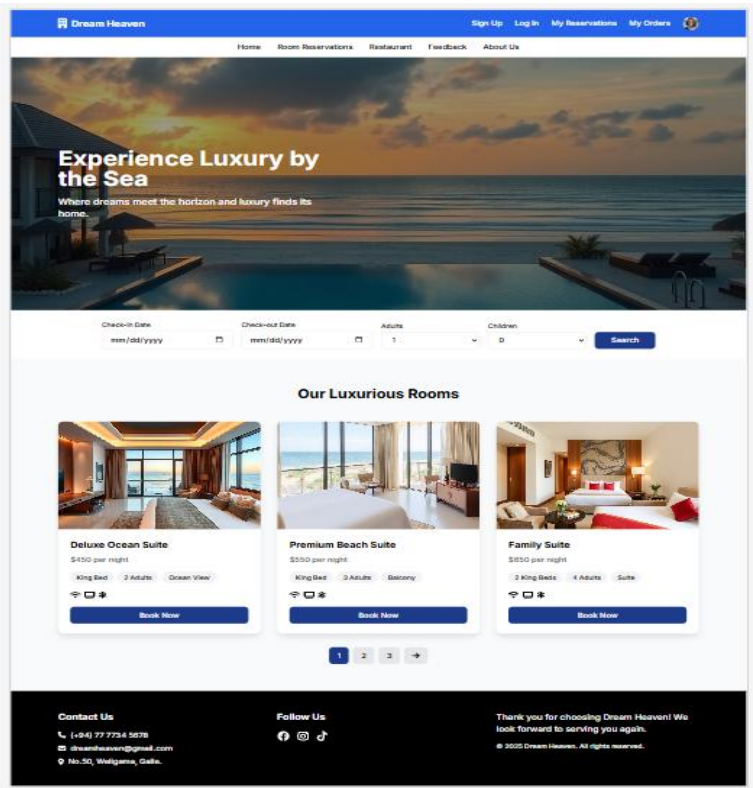 Dream Heaven
Sign Up Log In My Reservations My Orders
Home Room Reservations Restaurant Feedback About Us
Experience Luxury by
the Sea
Where dreams meet the horizon and luxury finds its
home.
Check-in Date Check-out Date Adults Children
mm/dd/yyyy mm/dd/yyyy 1 0 Search
Our Luxurious Rooms
Deluxe Ocean Suite
$450 per night
King Bed 2 Adults Ocean View
Book Now
Premium Beach Suite
$550 per night
King Bed 3 Adults Balcony
Book Now
Family Suite
$650 per night
2 King Beds 4 Adults Suite
Book Now
1 2 3 →
Contact Us
(+94) 77 7734 5678
dreamheaven@gmail.com
No.50, Weligama, Galle.
Follow Us
Thank you for choosing Dream Heaven! We
look forward to serving you again.
© 2025 Dream Heaven. All rights reserved.